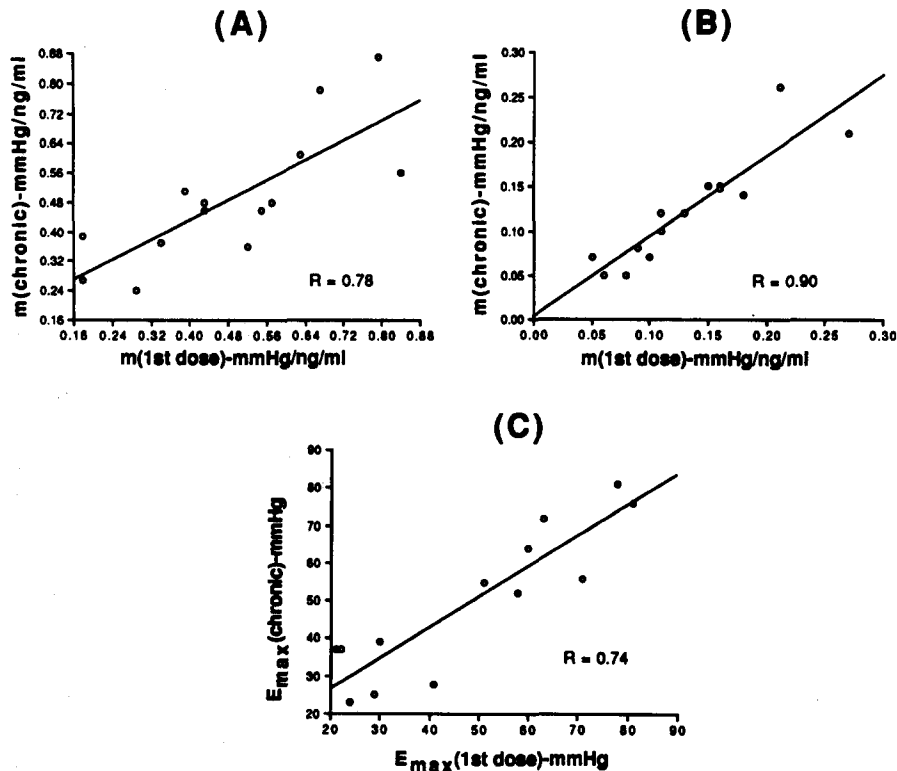 (A)
0.88
0.80
0.72
0.64
0.56
0.48
0.40
0.32
0.24
0.16
m(chronic)-mmHg/ng/ml
R = 0.78
0.16 0.24 0.32 0.40 0.48 0.56 0.64 0.72 0.80 0.88
m(1st dose)-mmHg/ng/ml
(B)
0.30
0.25
0.20
0.15
0.10
0.05
0.00
m(chronic)-mmHg/ng/ml
R = 0.90
0.00 0.05 0.10 0.15 0.20 0.25 0.30
m(1st dose)-mmHg/ng/ml
(C)
90
80
70
60
50
40
30
20
Emax(chronic)-mmHg
R = 0.74
20 30 40 50 60 70 80 90
Emax(1st dose)-mmHg